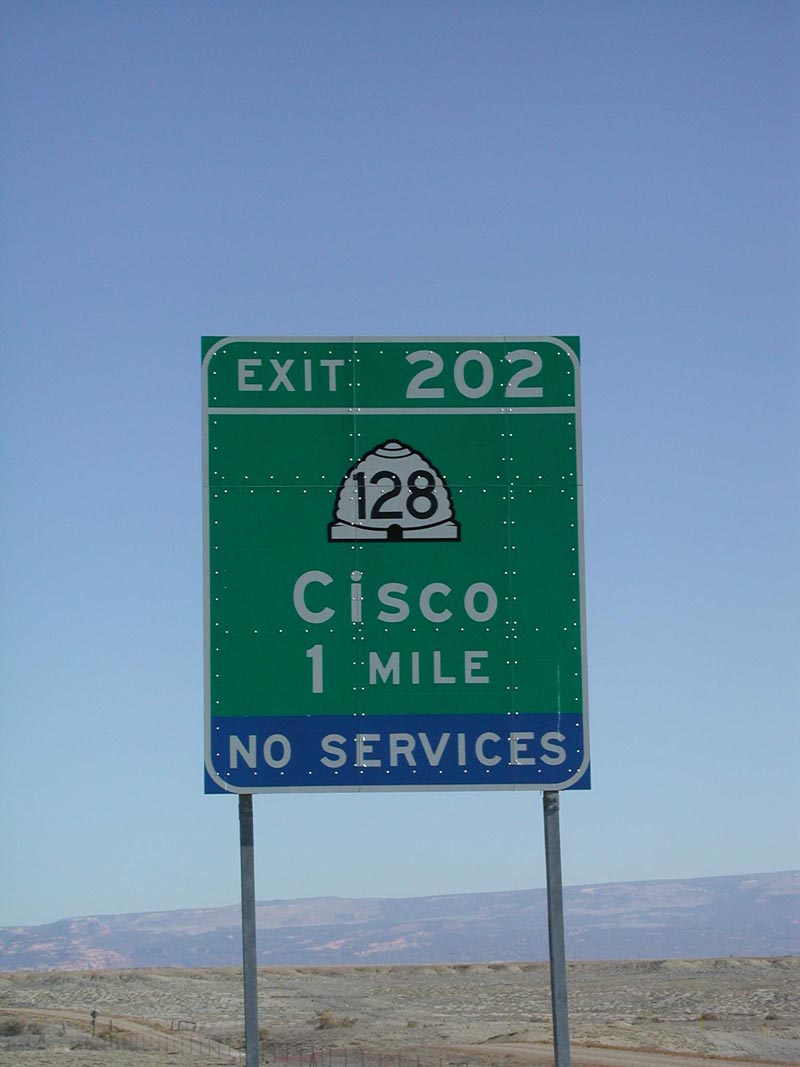 EXIT 202
128
Cisco
1 MILE
NO SERVICES